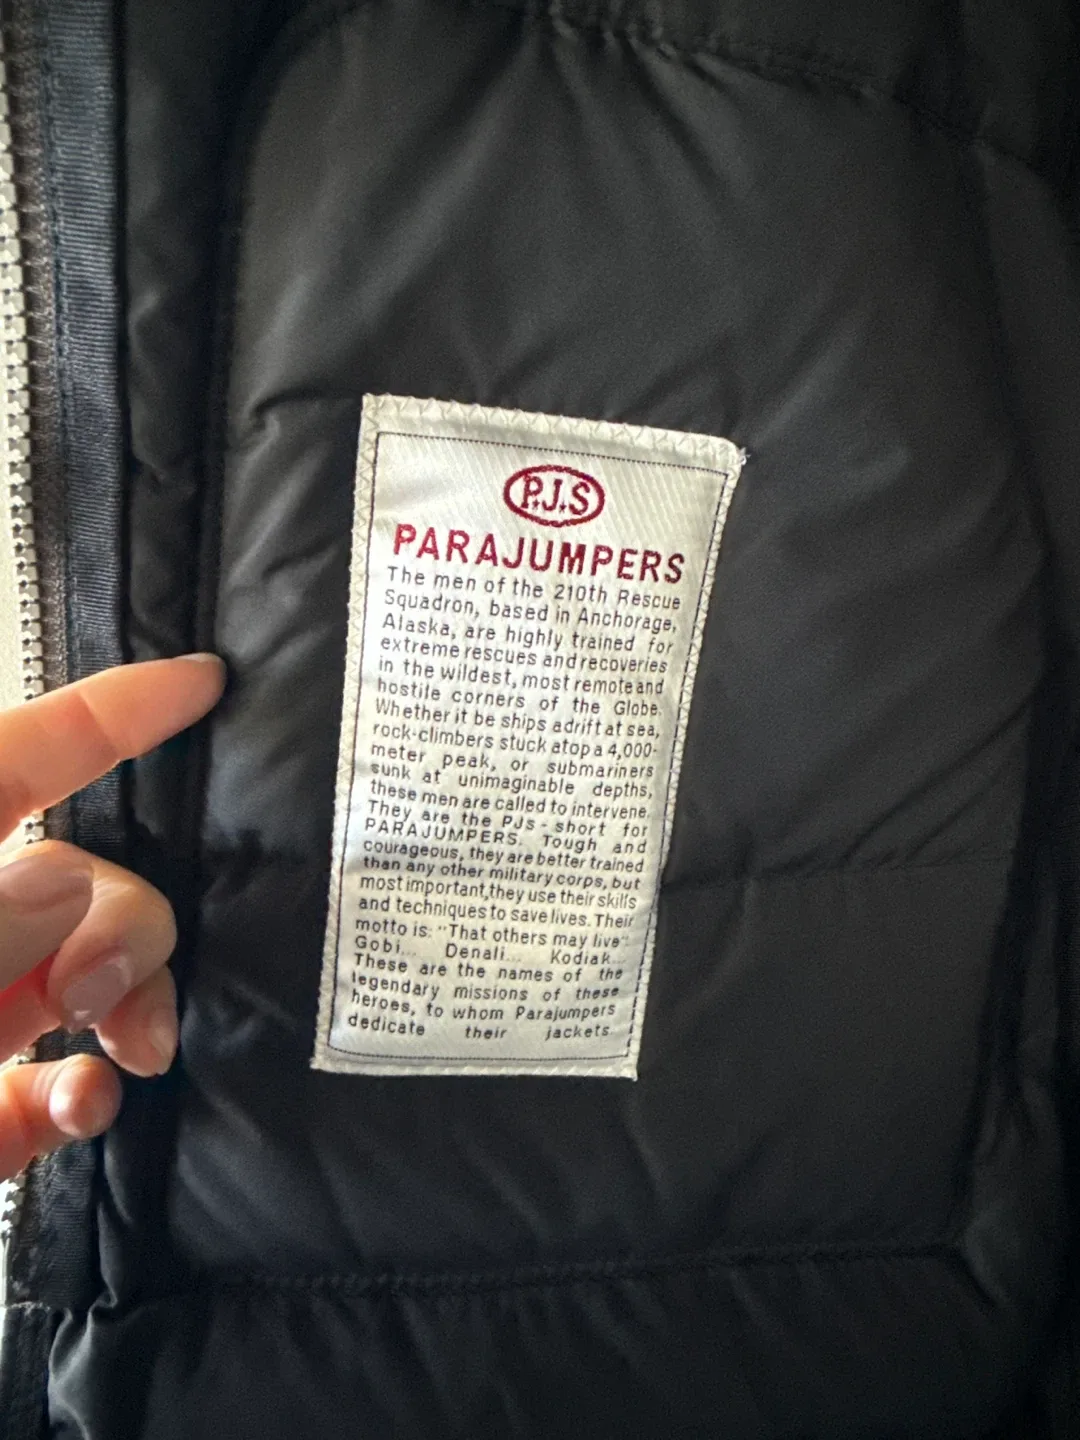 P.J.S
PARAJUMPERS
The men of the 210th Rescue
Squadron, based in Anchorage,
Alaska, are highly trained for
extreme rescues and recoveries
in the wildest, most remote and
hostile corners of the Globe.
Whether it be ships adrift at sea,
rock-climbers stuck atop a 4,000-
meter peak, or submariners
sunk at unimaginable depths,
these men are called to intervene.
They are the PJs - short for
PARAJUMPERS. Tough and
courageous, they are better trained
than any other military corps, but
most important, they use their skills
and techniques to save lives. Their
motto is: "That others may live".
Gobi... Denali... Kodiak...
These are the names of the
legendary missions of these
heroes, to whom Parajumpers
dedicate their jackets.